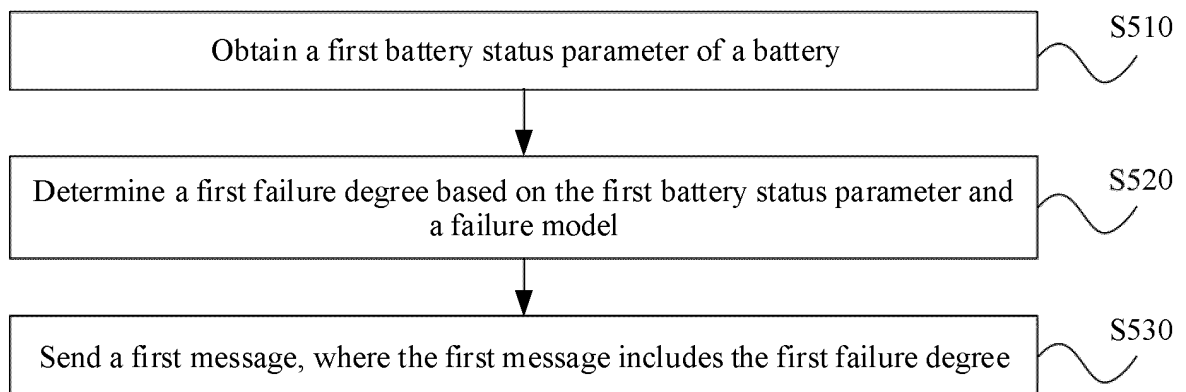 S510
Obtain a first battery status parameter of a battery
S520
Determine a first failure degree based on the first battery status parameter and
a failure model
S530
Send a first message, where the first message includes the first failure degree